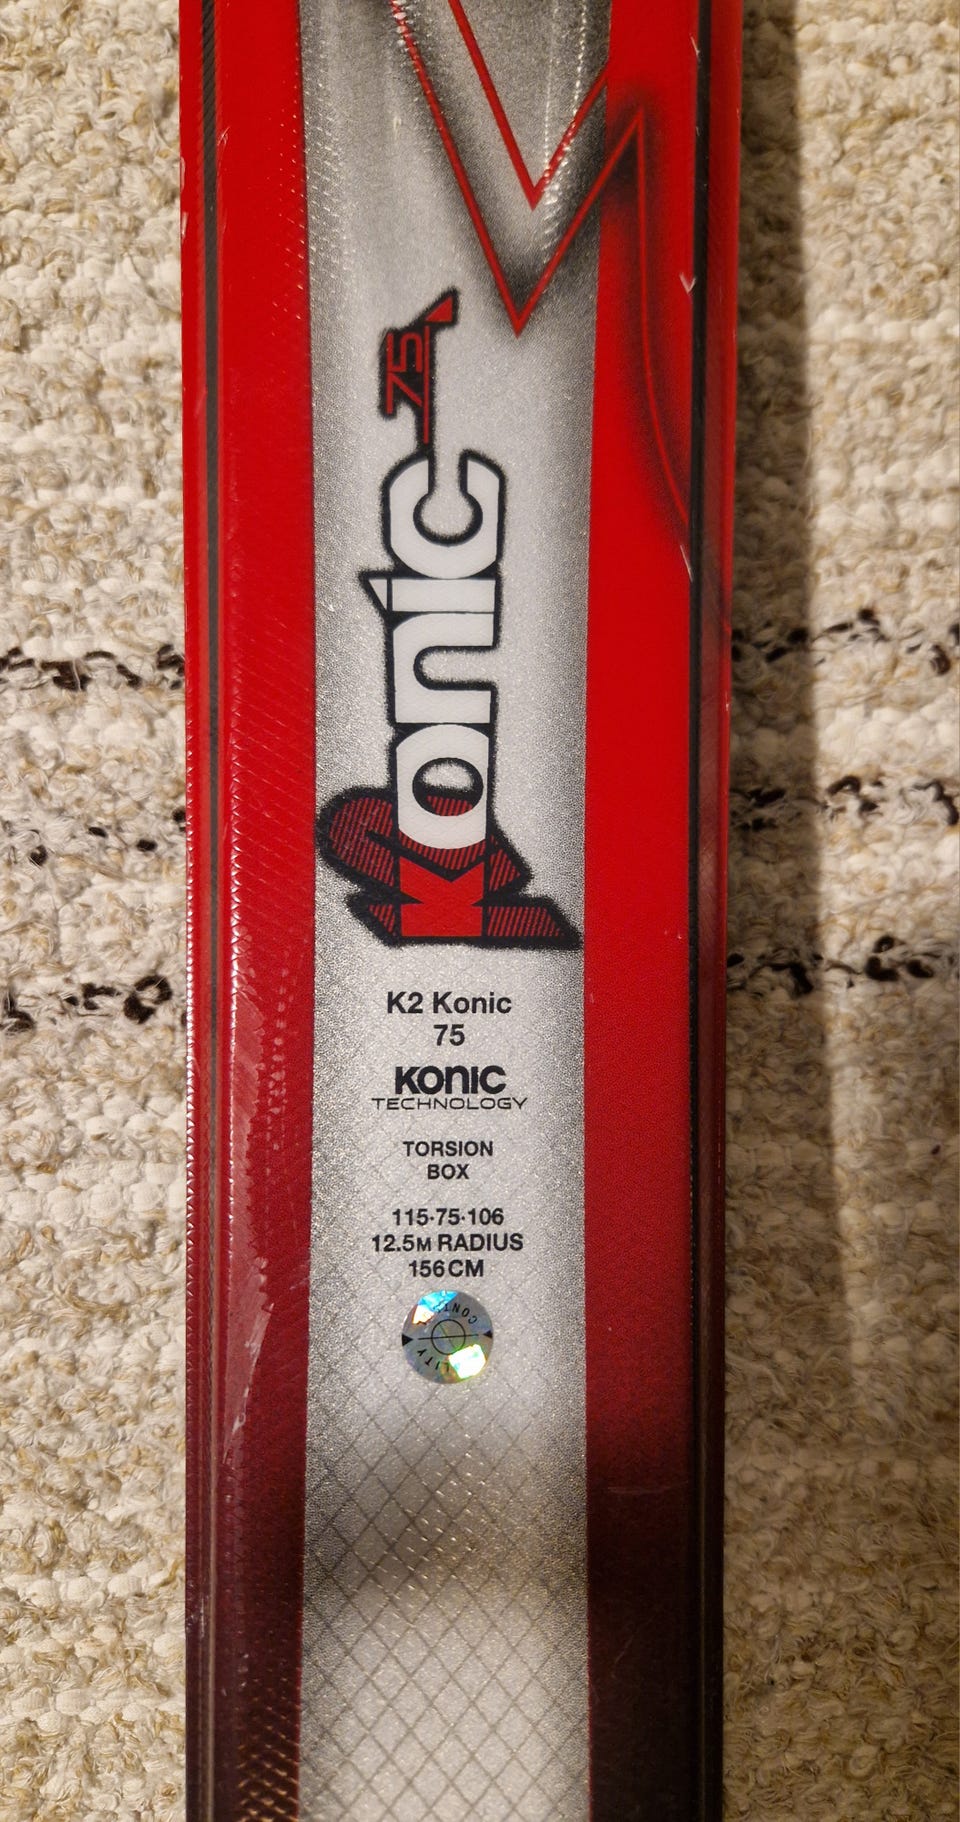 Konic 75
K2 Konic
75
KONIC
TECHNOLOGY
TORSION
BOX
115·75·106
12.5M RADIUS
156CM